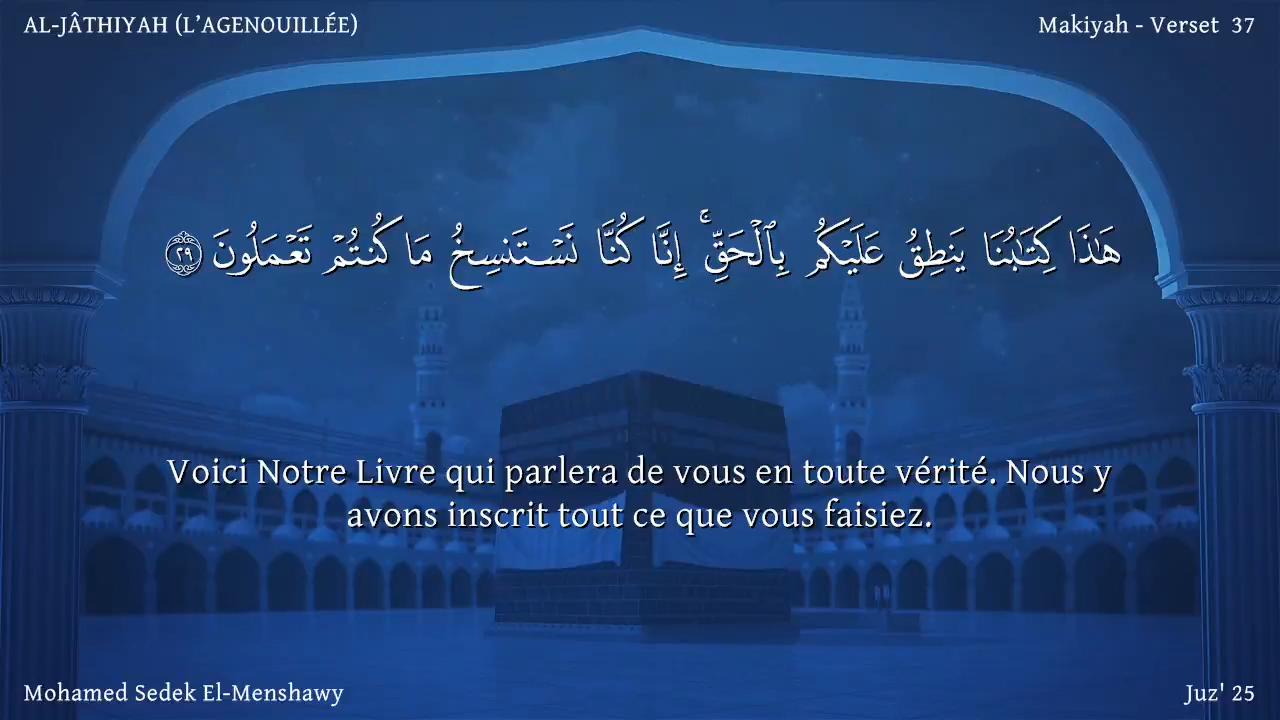 AL-JÂTHIYAH (L’AGENOUILLÉE)
Makiyah - Verset 37
هَٰذَا كِتَٰبُنَا يَنطِقُ عَلَيْكُم بِٱلْحَقِّ ۚ إِنَّا كُنَّا نَسْتَنسِخُ مَا كُنتُمْ تَعْمَلُونَ ٢٩
Voici Notre Livre qui parlera de vous en toute vérité. Nous y
avons inscrit tout ce que vous faisiez.
Mohamed Sedek El-Menshawy
Juz' 25